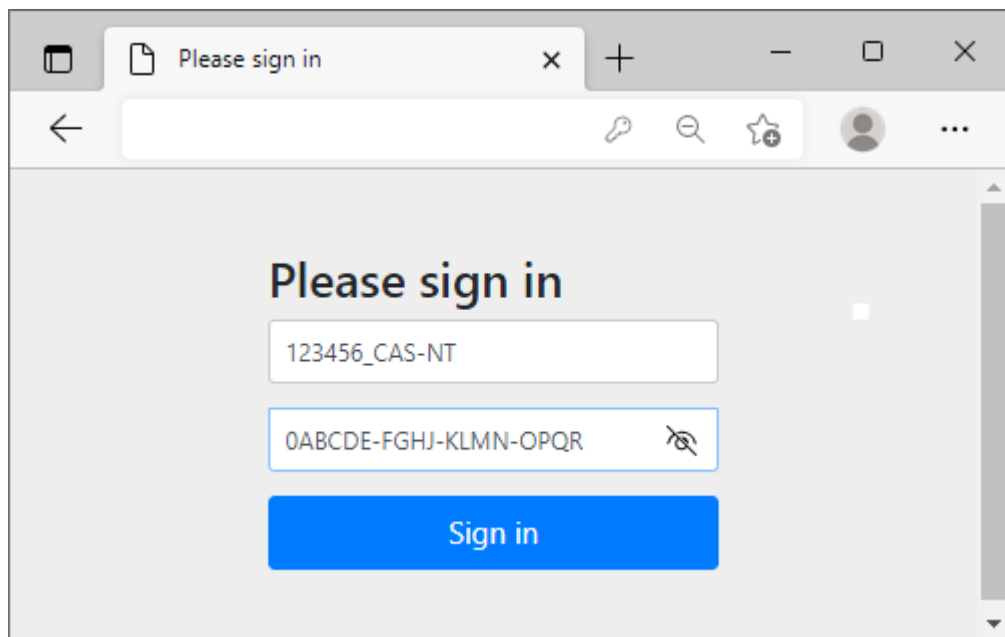 Please sign in
Please sign in
123456_CAS-NT
0ABCDE-FGHJ-KLMN-OPQR
Sign in